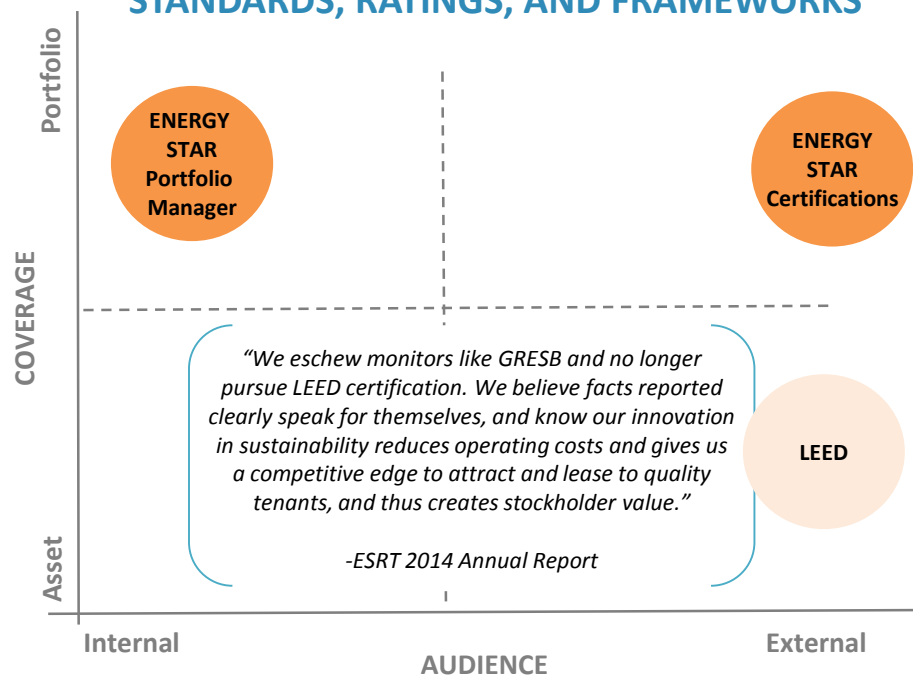 STANDARDS, RATINGS, AND FRAMEWORKS
Portfolio
COVERAGE
Asset
ENERGY
STAR
Portfolio
Manager
ENERGY
STAR
Certifications
“We eschew monitors like GRESB and no longer
pursue LEED certification. We believe facts reported
clearly speak for themselves, and know our innovation
in sustainability reduces operating costs and gives us
a competitive edge to attract and lease to quality
tenants, and thus creates stockholder value.”
-ESRT 2014 Annual Report
LEED
Internal
External
AUDIENCE